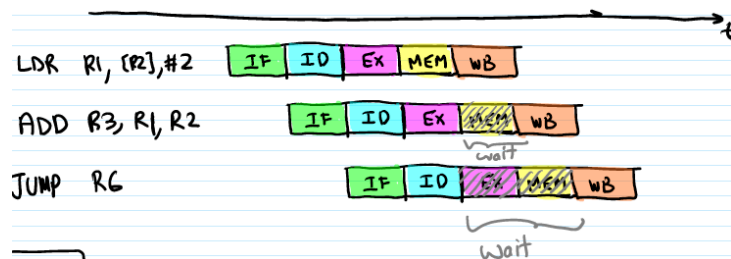 t
LDR R1, [R2], #2 IF ID EX MEM WB
ADD R3, R1, R2 IF ID EX MEM WB
wait
JUMP R6 IF ID EX MEM WB
Wait